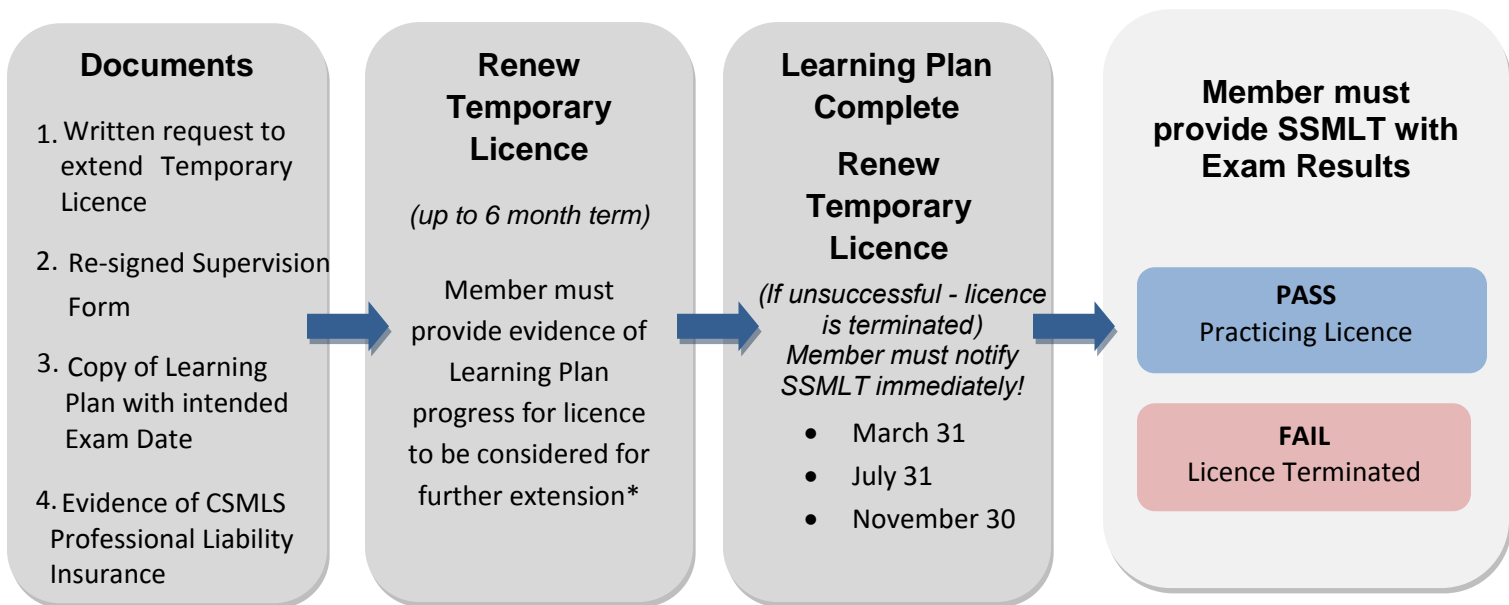 Documents
1. Written request to
extend Temporary
Licence
2. Re-signed Supervision
Form
3. Copy of Learning
Plan with intended
Exam Date
4. Evidence of CSMLS
Professional Liability
Insurance
Renew
Temporary
Licence
(up to 6 month term)
Member must
provide evidence of
Learning Plan
progress for licence
to be considered for
further extension*
Learning Plan
Complete
Renew
Temporary
Licence
(If unsuccessful - licence
is terminated)
Member must notify
SSMLT immediately!
• March 31
• July 31
• November 30
Member must
provide SSMLT with
Exam Results
PASS
Practicing Licence
FAIL
Licence Terminated